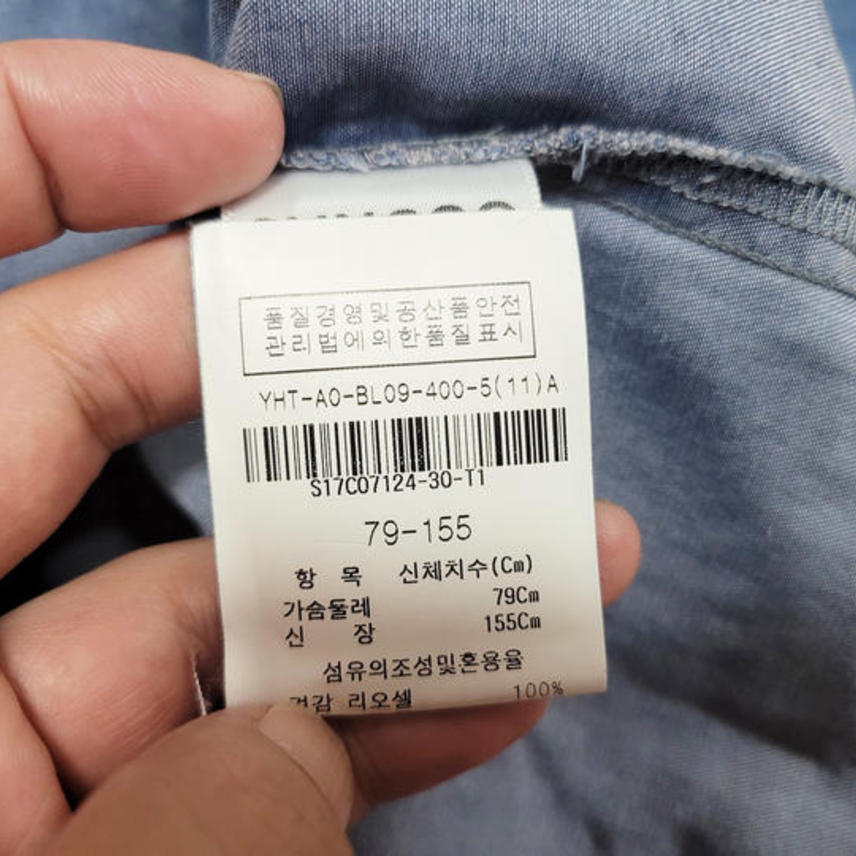 품질경영및공산품안전
관리법에의한품질표시
YHT-A0-BL09-400-5(11)A
S17C07124-30-T1
79-155
항 목 신체치수(Cm)
가슴둘레 79Cm
신 장 155Cm
섬유의조성및혼용율
겉감 리오셀 100%